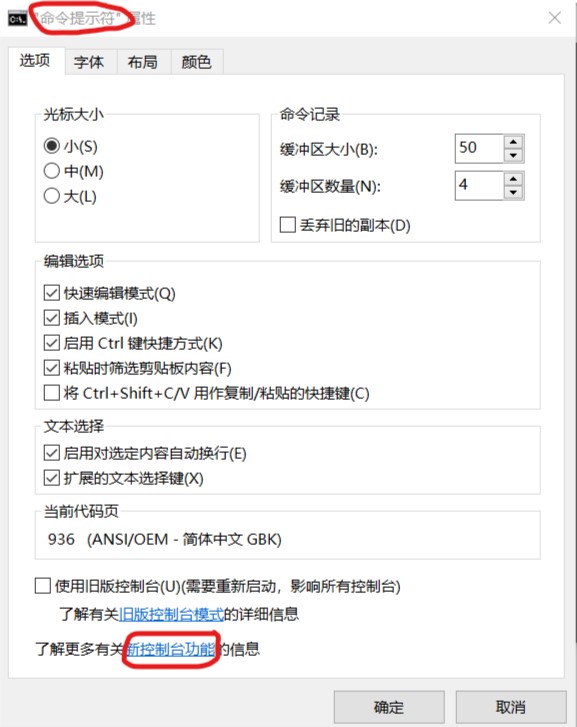 "命令提示符" 属性
选项 字体 布局 颜色
光标大小
小(S)
中(M)
大(L)
命令记录
缓冲区大小(B): 50
缓冲区数量(N): 4
丢弃旧的副本(D)
编辑选项
快速编辑模式(Q)
插入模式(I)
启用 Ctrl 键快捷方式(K)
粘贴时筛选剪贴板内容(F)
将 Ctrl+Shift+C/V 用作复制/粘贴的快捷键(C)
文本选择
启用对选定内容自动换行(E)
扩展的文本选择键(X)
当前代码页
936 (ANSI/OEM - 简体中文 GBK)
使用旧版控制台(U)(需要重新启动，影响所有控制台)
了解有关旧版控制台模式的详细信息
了解更多有关新控制台功能的信息
确定 取消